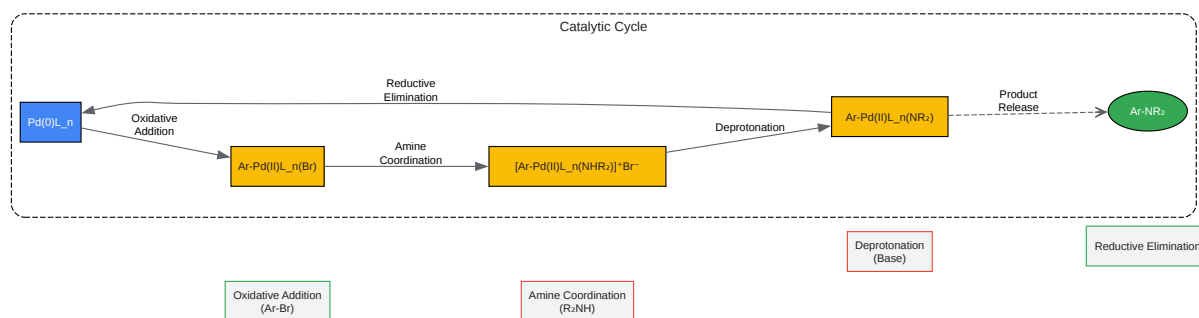 Catalytic Cycle
Reductive
Elimination
Product
Release
Pd(0)L_n
Oxidative
Addition
Ar-Pd(II)L_n(NR₂)
Ar-NR₂
Deprotonation
Amine
Coordination
Ar-Pd(II)L_n(Br)
[Ar-Pd(II)L_n(NHR₂)]⁺Br⁻
Deprotonation
(Base)
Reductive Elimination
Oxidative Addition
(Ar-Br)
Amine Coordination
(R₂NH)